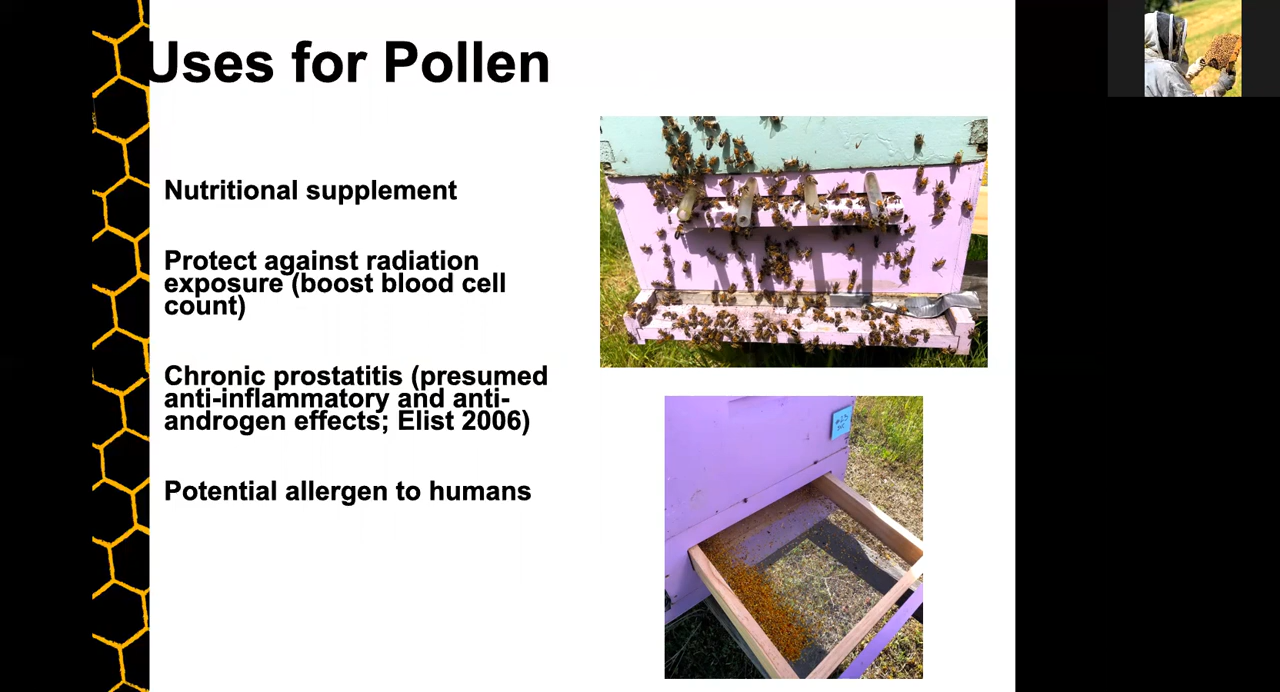 Uses for Pollen
Nutritional supplement
Protect against radiation
exposure (boost blood cell
count)
Chronic prostatitis (presumed
anti-inflammatory and anti-
androgen effects; Elist 2006)
Potential allergen to humans